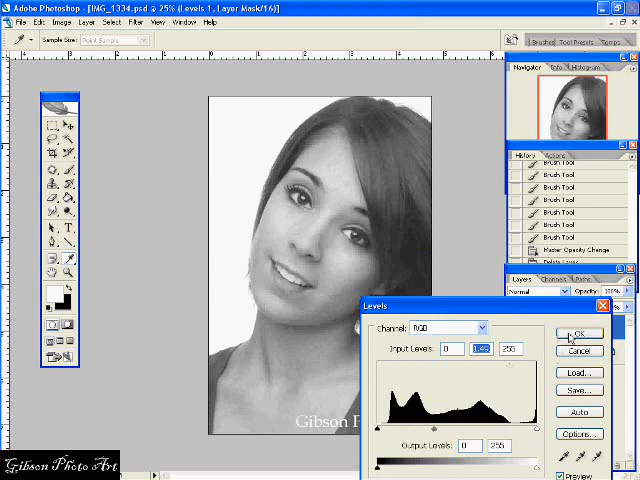 Adobe Photoshop - [IMG_1334.psd @ 25% (Levels 1, Layer Mask/16)]
File Edit Image Layer Select Filter View Window Help
Sample Size: Point Sample
Brushes Tool Presets Comps
Navigator Info Histogram
History Actions
Brush Tool
Brush Tool
Brush Tool
Brush Tool
Brush Tool
Brush Tool
Brush Tool
Master Opacity Change
Delete Layer
Layers Channels Paths
Normal Opacity: 100%
Levels
Channel: RGB
Input Levels: 0 1.49 255
OK
Cancel
Load...
Save...
Auto
Options...
Output Levels: 0 255
Preview
Gibson P
Gibson Photo Art